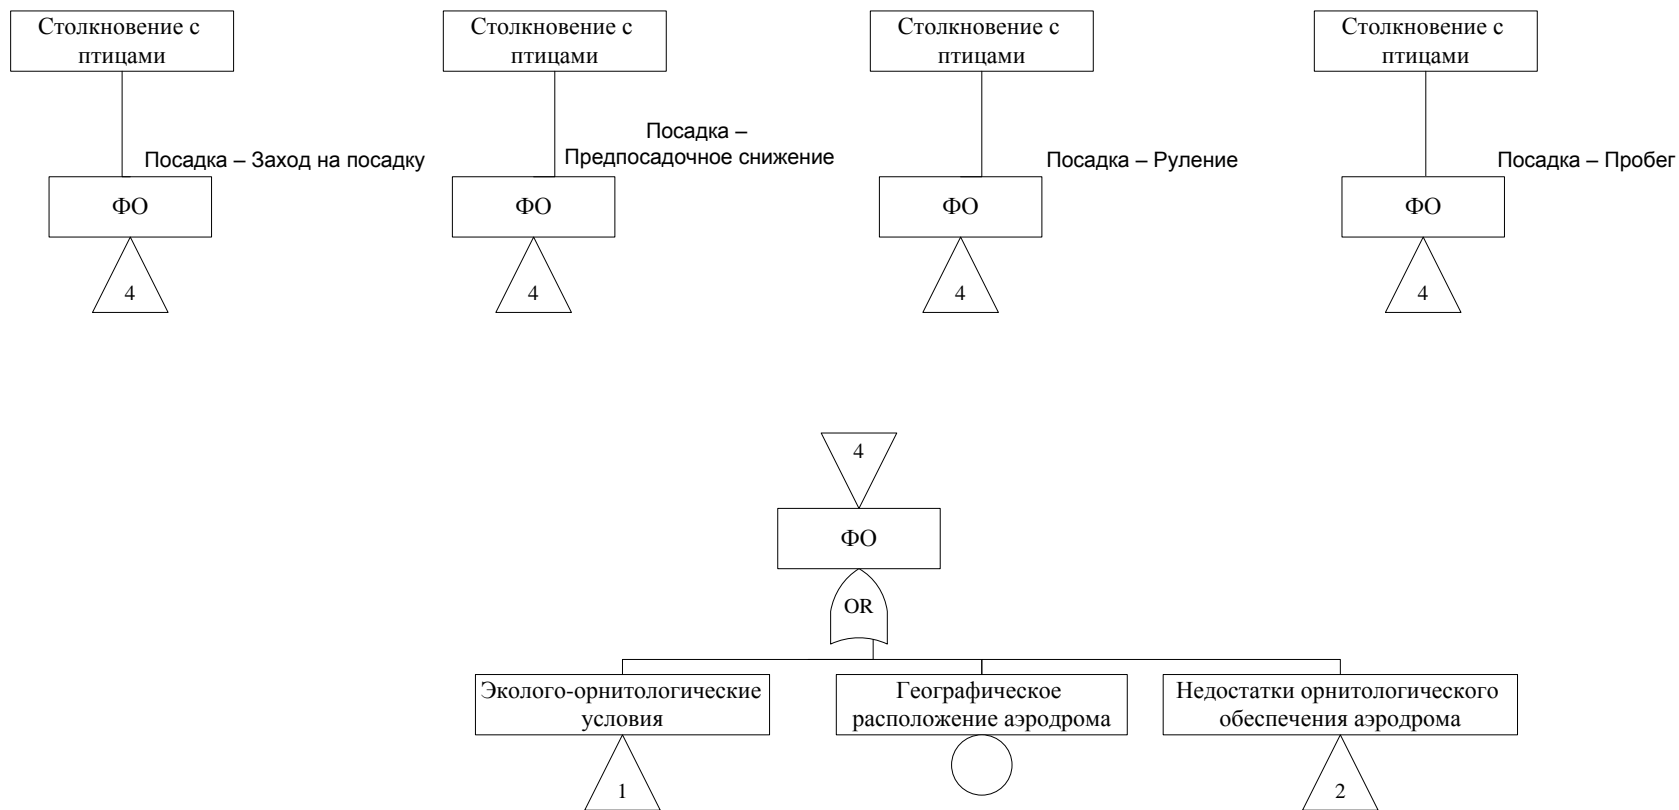 Столкновение с
птицами
Столкновение с
птицами
Столкновение с
птицами
Столкновение с
птицами
Посадка – Заход на посадку
Посадка –
Предпосадочное снижение
Посадка – Руление
Посадка – Пробег
ФО
ФО
ФО
ФО
4
4
4
4
4
ФО
OR
Эколого-орнитологические
условия
Географическое
расположение аэродрома
Недостатки орнитологического
обеспечения аэродрома
1
2